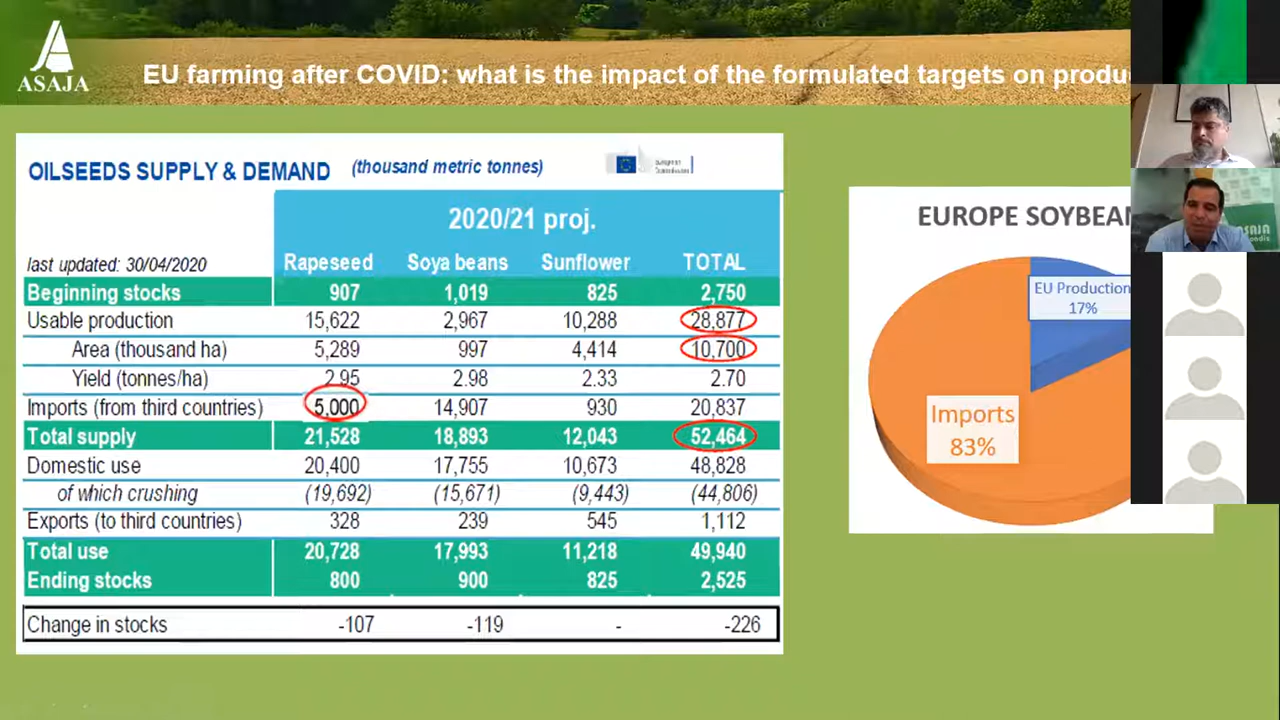 ASAJA
EU farming after COVID: what is the impact of the formulated targets on produ
OILSEEDS SUPPLY & DEMAND (thousand metric tonnes)
2020/21 proj.
last updated: 30/04/2020 Rapeseed Soya beans Sunflower TOTAL
Beginning stocks 907 1,019 825 2,750
Usable production 15,622 2,967 10,288 28,877
Area (thousand ha) 5,289 997 4,414 10,700
Yield (tonnes/ha) 2.95 2.98 2.33 2.70
Imports (from third countries) 5,000 14,907 930 20,837
Total supply 21,528 18,893 12,043 52,464
Domestic use 20,400 17,755 10,673 48,828
of which crushing (19,692) (15,671) (9,443) (44,806)
Exports (to third countries) 328 239 545 1,112
Total use 20,728 17,993 11,218 49,940
Ending stocks 800 900 825 2,525
Change in stocks -107 -119 - -226
EUROPE SOYBEAN
EU Production
17%
Imports
83%